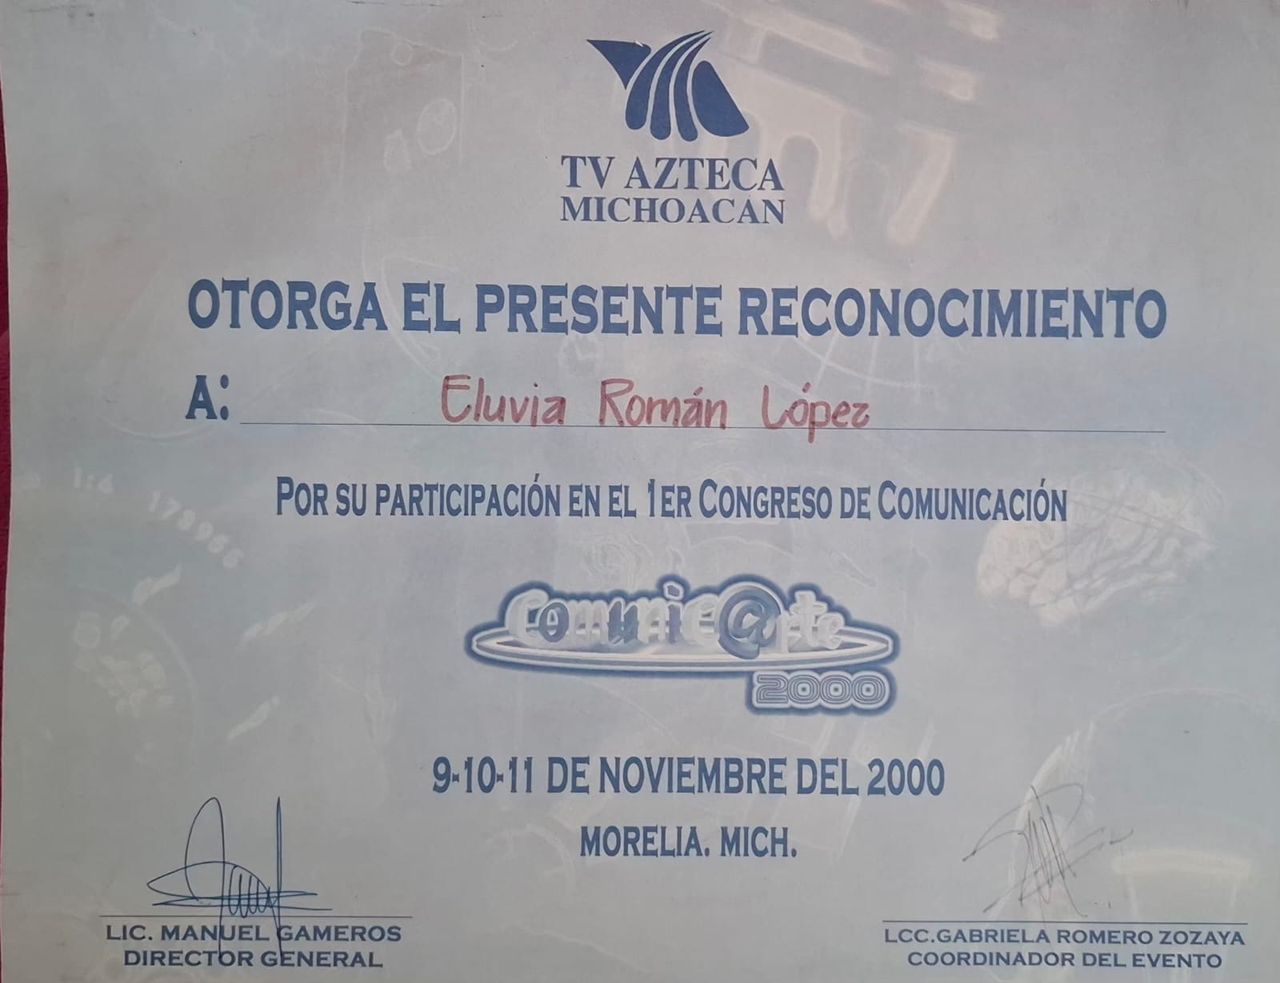 TV AZTECA
MICHOACAN
OTORGA EL PRESENTE RECONOCIMIENTO
A: Eluvia Román López
POR SU PARTICIPACIÓN EN EL 1ER CONGRESO DE COMUNICACIÓN
Comunic@rte
2000
9-10-11 DE NOVIEMBRE DEL 2000
MORELIA. MICH.
LIC. MANUEL GAMEROS
DIRECTOR GENERAL
LCC.GABRIELA ROMERO ZOZAYA
COORDINADOR DEL EVENTO